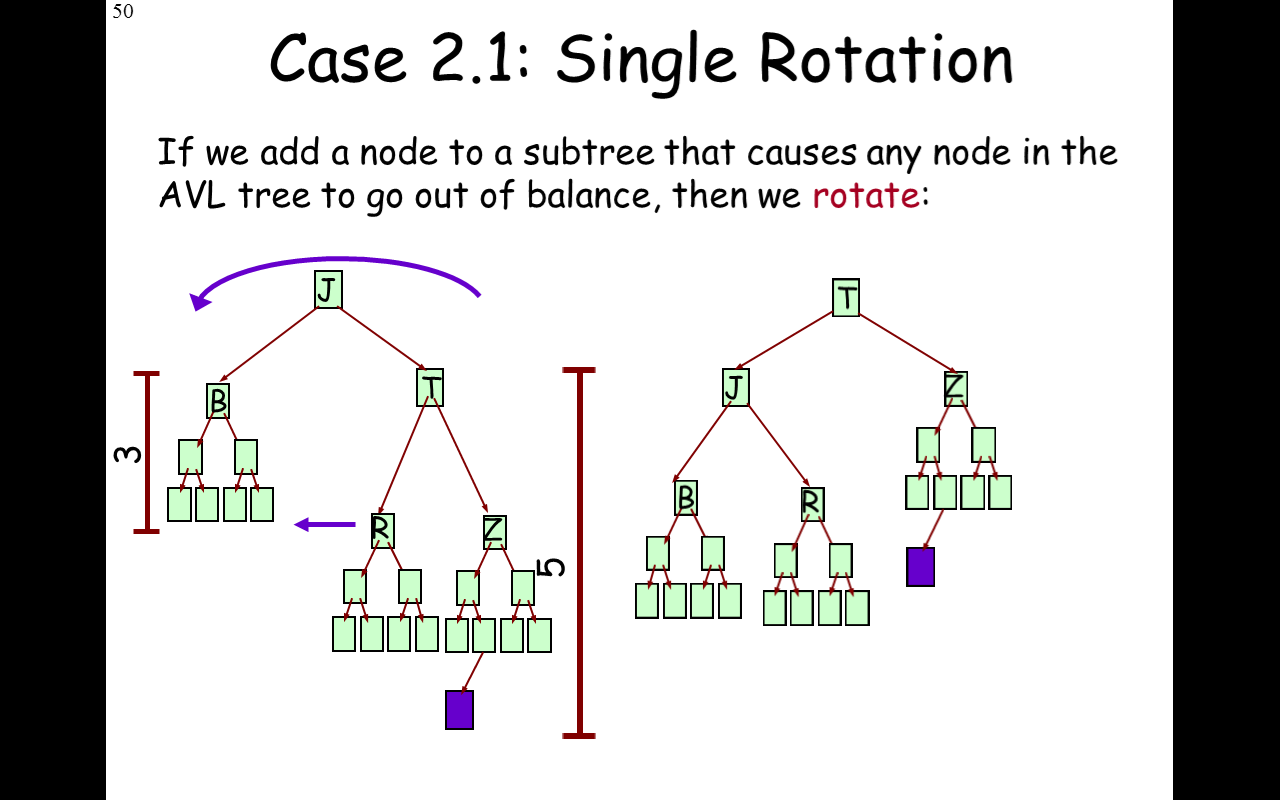 50
Case 2.1: Single Rotation
If we add a node to a subtree that causes any node in the
AVL tree to go out of balance, then we rotate:
J
B
T
3
R
Z
5
T
J
Z
B
R